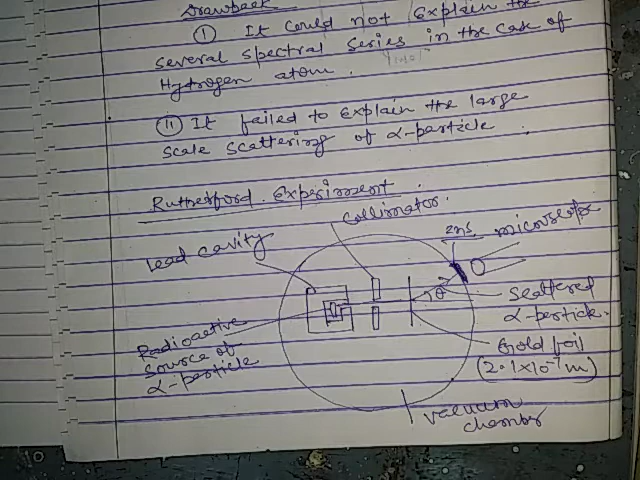 Drawback
(I) It could not explain the
several spectral series in the case of
Hydrogen atom.
(II) It failed to explain the large
scale scattering of α-particle.
Rutherford Experiment.
Collimator.
Lead cavity
ZnS
microscope
θ
Scattered
α-particle.
Radioactive
source of
α-particle
Gold foil
(2.1×10⁻⁷m)
vacuum
chamber